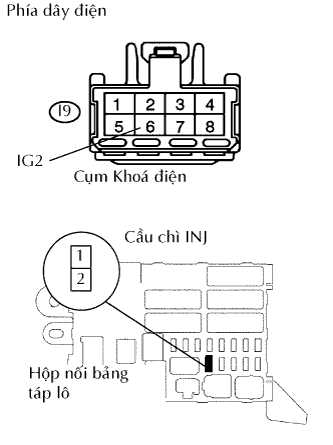 Phía dây điện
I9
1 2 3 4
5 6 7 8
IG2
Cụm Khoá điện
Cầu chì INJ
1
2
Hộp nối bảng
táp lô